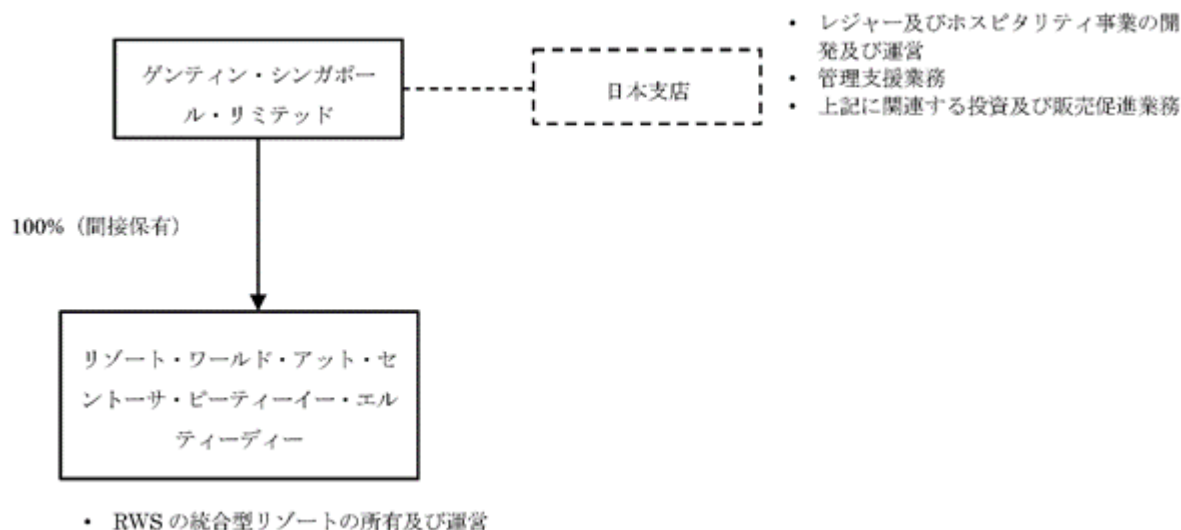 ゲンティン・シンガポー
ル・リミテッド
日本支店
• レジャー及びホスピタリティ事業の開
発及び運営
• 管理支援業務
• 上記に関連する投資及び販売促進業務
100%（間接保有）
リゾート・ワールド・アット・セ
ントーサ・ピーティーイー・エル
ティーディー
• RWS の統合型リゾートの所有及び運営